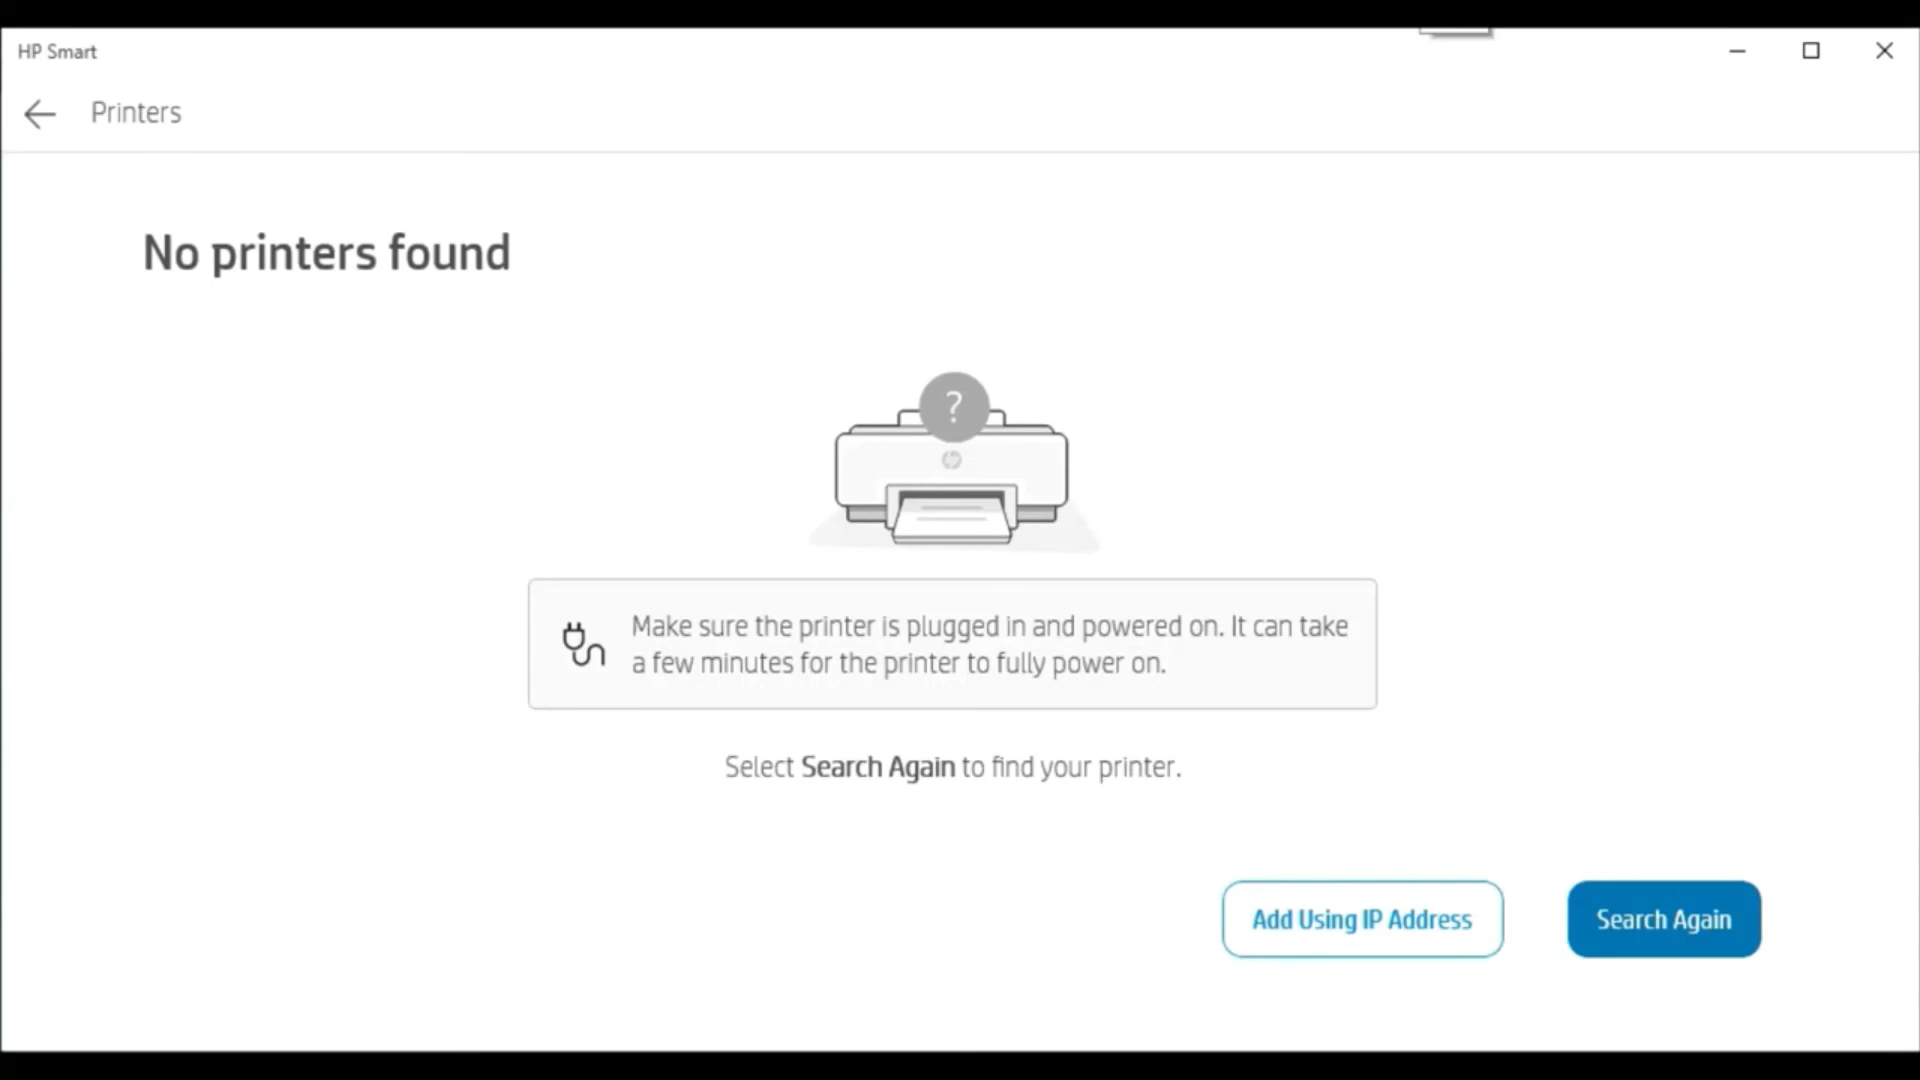 HP Smart
Printers
No printers found
?
hp
Make sure the printer is plugged in and powered on. It can take
a few minutes for the printer to fully power on.
Select Search Again to find your printer.
Add Using IP Address
Search Again